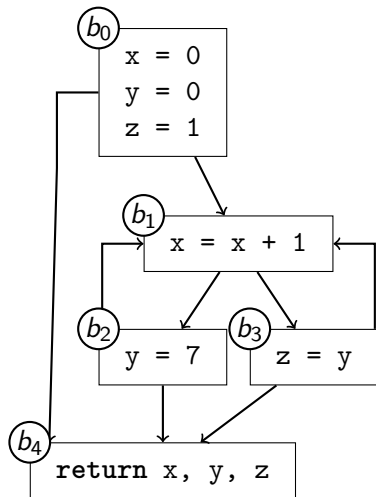 b0
x = 0
y = 0
z = 1
b1
x = x + 1
b2
y = 7
b3
z = y
b4
return x, y, z